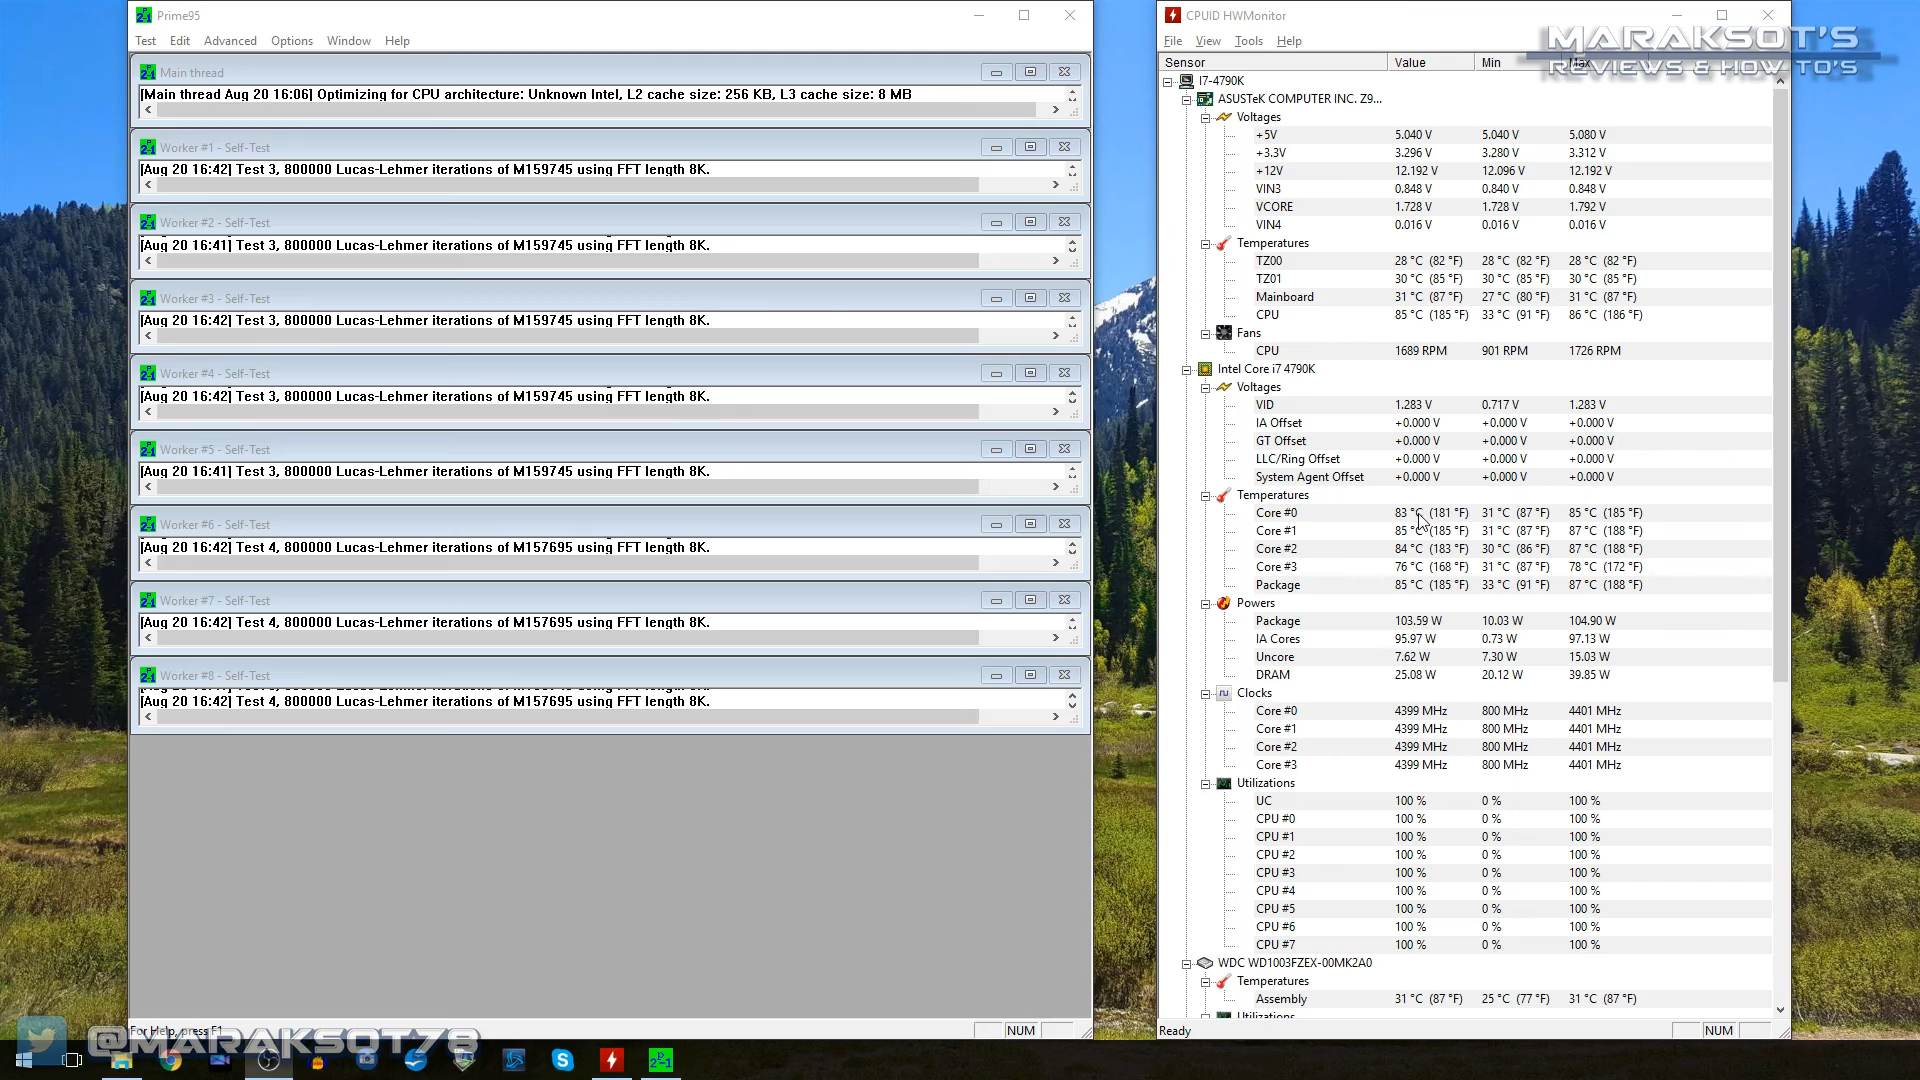 Prime95
Test Edit Advanced Options Window Help
Main thread
[Main thread Aug 20 16:06] Optimizing for CPU architecture: Unknown Intel, L2 cache size: 256 KB, L3 cache size: 8 MB
Worker #1 - Self-Test
[Aug 20 16:42] Test 3, 800000 Lucas-Lehmer iterations of M159745 using FFT length 8K.
Worker #2 - Self-Test
[Aug 20 16:41] Test 3, 800000 Lucas-Lehmer iterations of M159745 using FFT length 8K.
Worker #3 - Self-Test
[Aug 20 16:42] Test 3, 800000 Lucas-Lehmer iterations of M159745 using FFT length 8K.
Worker #4 - Self-Test
[Aug 20 16:42] Test 3, 800000 Lucas-Lehmer iterations of M159745 using FFT length 8K.
Worker #5 - Self-Test
[Aug 20 16:41] Test 3, 800000 Lucas-Lehmer iterations of M159745 using FFT length 8K.
Worker #6 - Self-Test
[Aug 20 16:42] Test 4, 800000 Lucas-Lehmer iterations of M157695 using FFT length 8K.
Worker #7 - Self-Test
[Aug 20 16:42] Test 4, 800000 Lucas-Lehmer iterations of M157695 using FFT length 8K.
Worker #8 - Self-Test
[Aug 20 16:42] Test 4, 800000 Lucas-Lehmer iterations of M157695 using FFT length 8K.
For Help, press F1
NUM
@MARAKSOT78
CPUID HWMonitor
File View Tools Help
MARAKSOT'S
REVIEWS & HOW TO'S
Sensor Value Min Max
I7-4790K
ASUSTeK COMPUTER INC. Z9...
Voltages
+5V 5.040 V 5.040 V 5.080 V
+3.3V 3.296 V 3.280 V 3.312 V
+12V 12.192 V 12.096 V 12.192 V
VIN3 0.848 V 0.840 V 0.848 V
VCORE 1.728 V 1.728 V 1.792 V
VIN4 0.016 V 0.016 V 0.016 V
Temperatures
TZ00 28 °C (82 °F) 28 °C (82 °F) 28 °C (82 °F)
TZ01 30 °C (85 °F) 30 °C (85 °F) 30 °C (85 °F)
Mainboard 31 °C (87 °F) 27 °C (80 °F) 31 °C (87 °F)
CPU 85 °C (185 °F) 33 °C (91 °F) 86 °C (186 °F)
Fans
CPU 1689 RPM 901 RPM 1726 RPM
Intel Core i7 4790K
Voltages
VID 1.283 V 0.717 V 1.283 V
IA Offset +0.000 V +0.000 V +0.000 V
GT Offset +0.000 V +0.000 V +0.000 V
LLC/Ring Offset +0.000 V +0.000 V +0.000 V
System Agent Offset +0.000 V +0.000 V +0.000 V
Temperatures
Core #0 83 °C (181 °F) 31 °C (87 °F) 85 °C (185 °F)
Core #1 85 °C (185 °F) 31 °C (87 °F) 87 °C (188 °F)
Core #2 84 °C (183 °F) 30 °C (86 °F) 87 °C (188 °F)
Core #3 76 °C (168 °F) 31 °C (87 °F) 78 °C (172 °F)
Package 85 °C (185 °F) 33 °C (91 °F) 87 °C (188 °F)
Powers
Package 103.59 W 10.03 W 104.90 W
IA Cores 95.97 W 0.73 W 97.13 W
Uncore 7.62 W 7.30 W 15.03 W
DRAM 25.08 W 20.12 W 39.85 W
Clocks
Core #0 4399 MHz 800 MHz 4401 MHz
Core #1 4399 MHz 800 MHz 4401 MHz
Core #2 4399 MHz 800 MHz 4401 MHz
Core #3 4399 MHz 800 MHz 4401 MHz
Utilizations
UC 100 % 0 % 100 %
CPU #0 100 % 0 % 100 %
CPU #1 100 % 0 % 100 %
CPU #2 100 % 0 % 100 %
CPU #3 100 % 0 % 100 %
CPU #4 100 % 0 % 100 %
CPU #5 100 % 0 % 100 %
CPU #6 100 % 0 % 100 %
CPU #7 100 % 0 % 100 %
WDC WD1003FZEX-00MK2A0
Temperatures
Assembly 31 °C (87 °F) 25 °C (77 °F) 31 °C (87 °F)
Utilizations
Ready
NUM